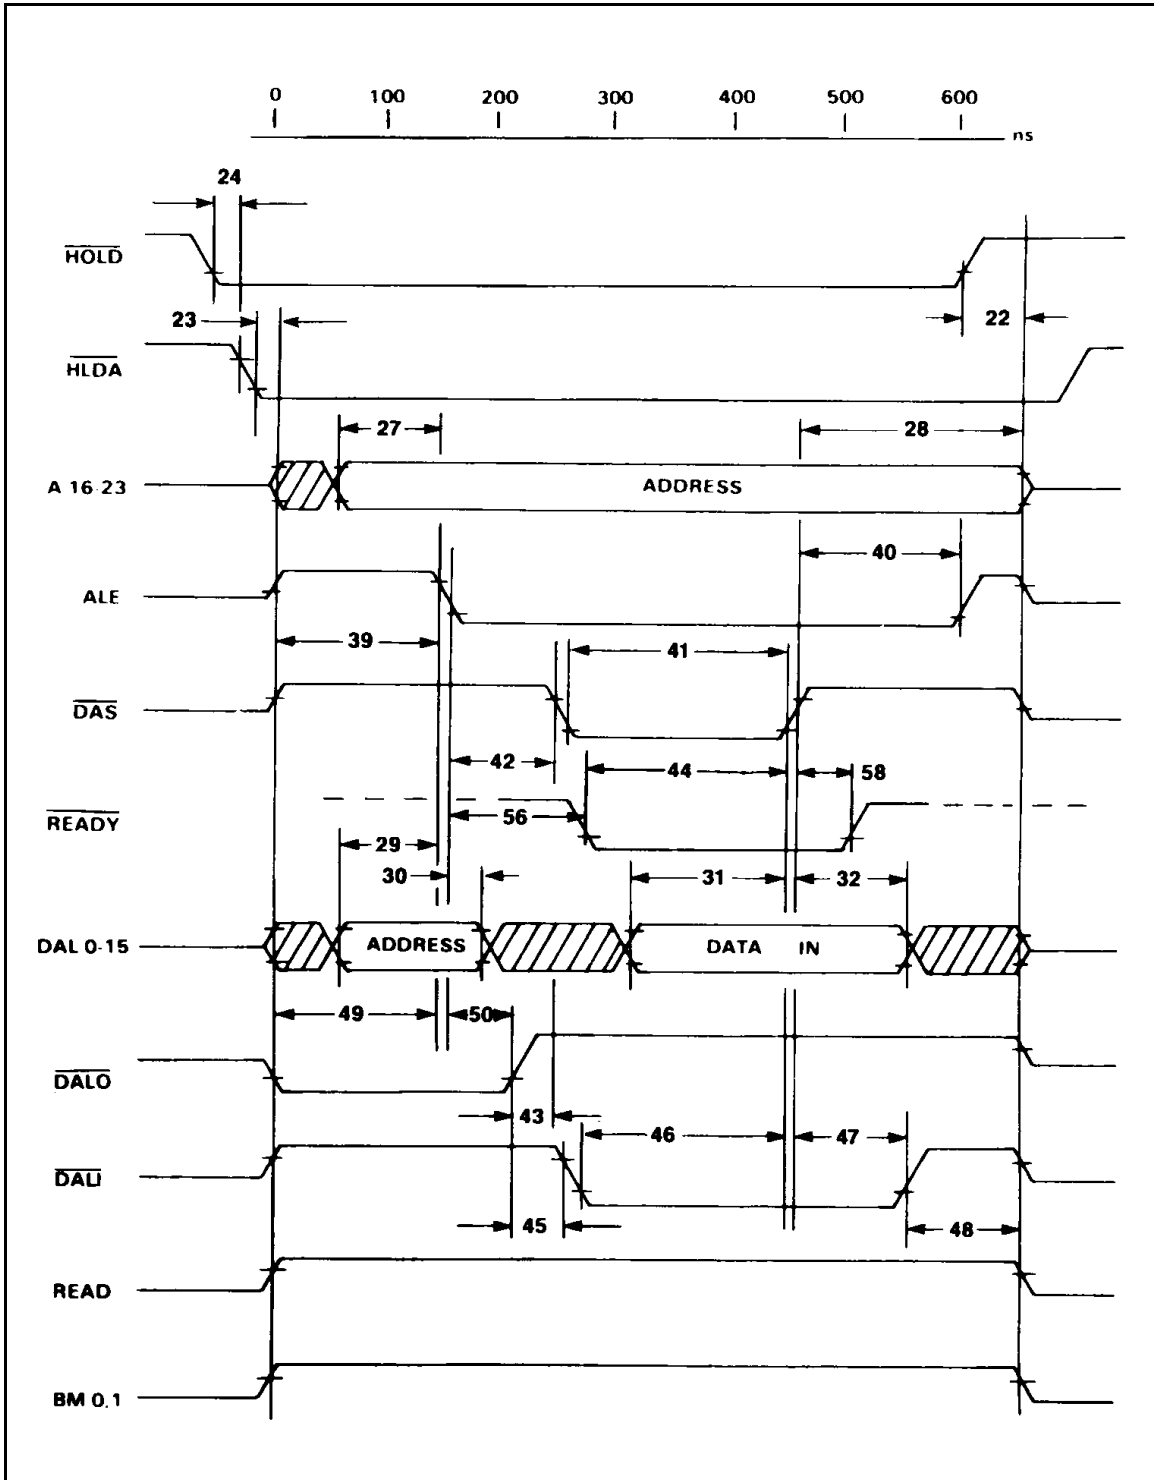 0 100 200 300 400 500 600
ns
24
HOLD
23
22
HLDA
27
28
A 16-23
ADDRESS
40
ALE
39
41
DAS
42
44
58
READY
56
29
30
31
32
DAL 0-15
ADDRESS
DATA IN
49
50
DALO
43
46
47
DALI
45
48
READ
BM 0,1